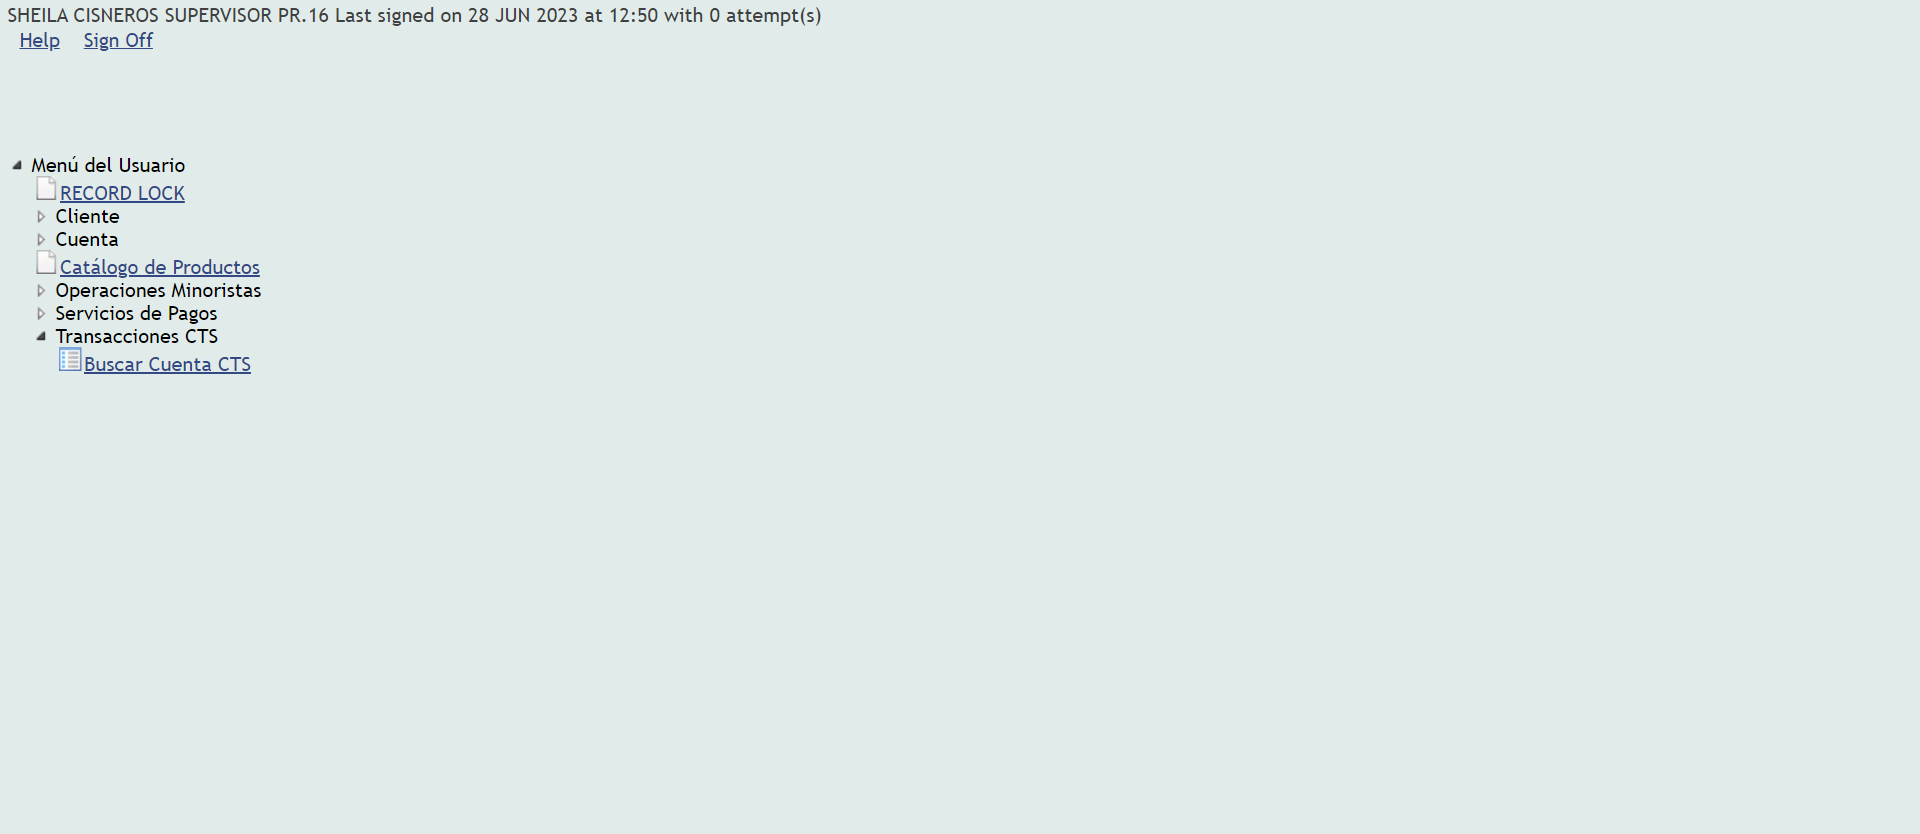 SHEILA CISNEROS SUPERVISOR PR.16 Last signed on 28 JUN 2023 at 12:50 with 0 attempt(s)
Help Sign Off
Menú del Usuario
RECORD LOCK
Cliente
Cuenta
Catálogo de Productos
Operaciones Minoristas
Servicios de Pagos
Transacciones CTS
Buscar Cuenta CTS